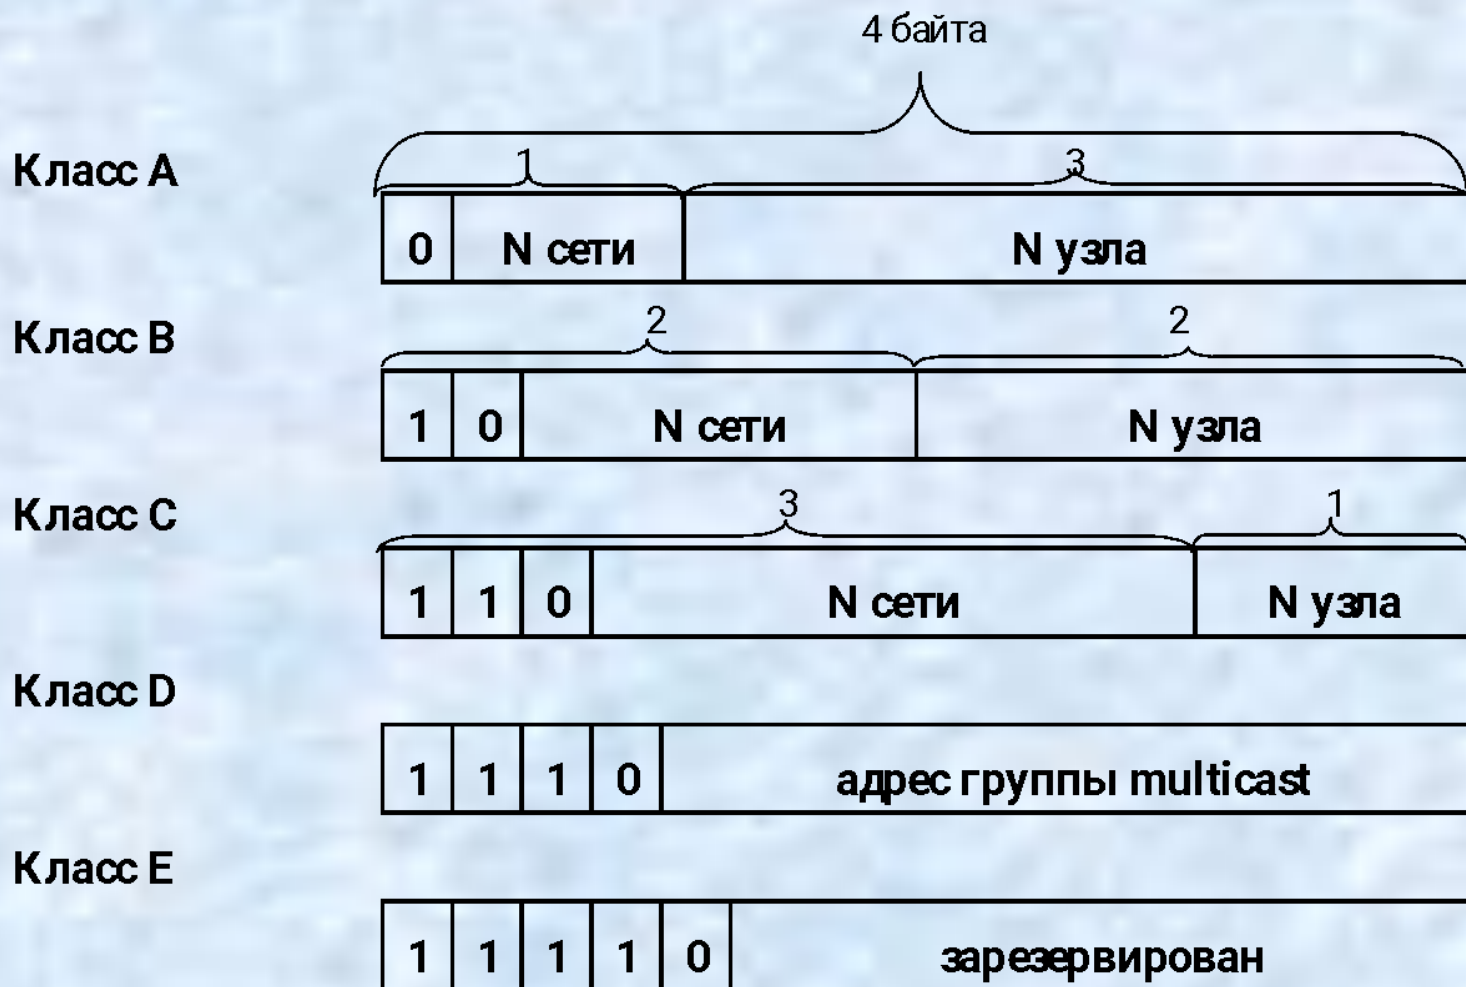 4 байта
Класс A
1 3
0 N сети N узла
Класс B
2 2
1 0 N сети N узла
Класс C
3 1
1 1 0 N сети N узла
Класс D
1 1 1 0 адрес группы multicast
Класс E
1 1 1 1 0 зарезервирован